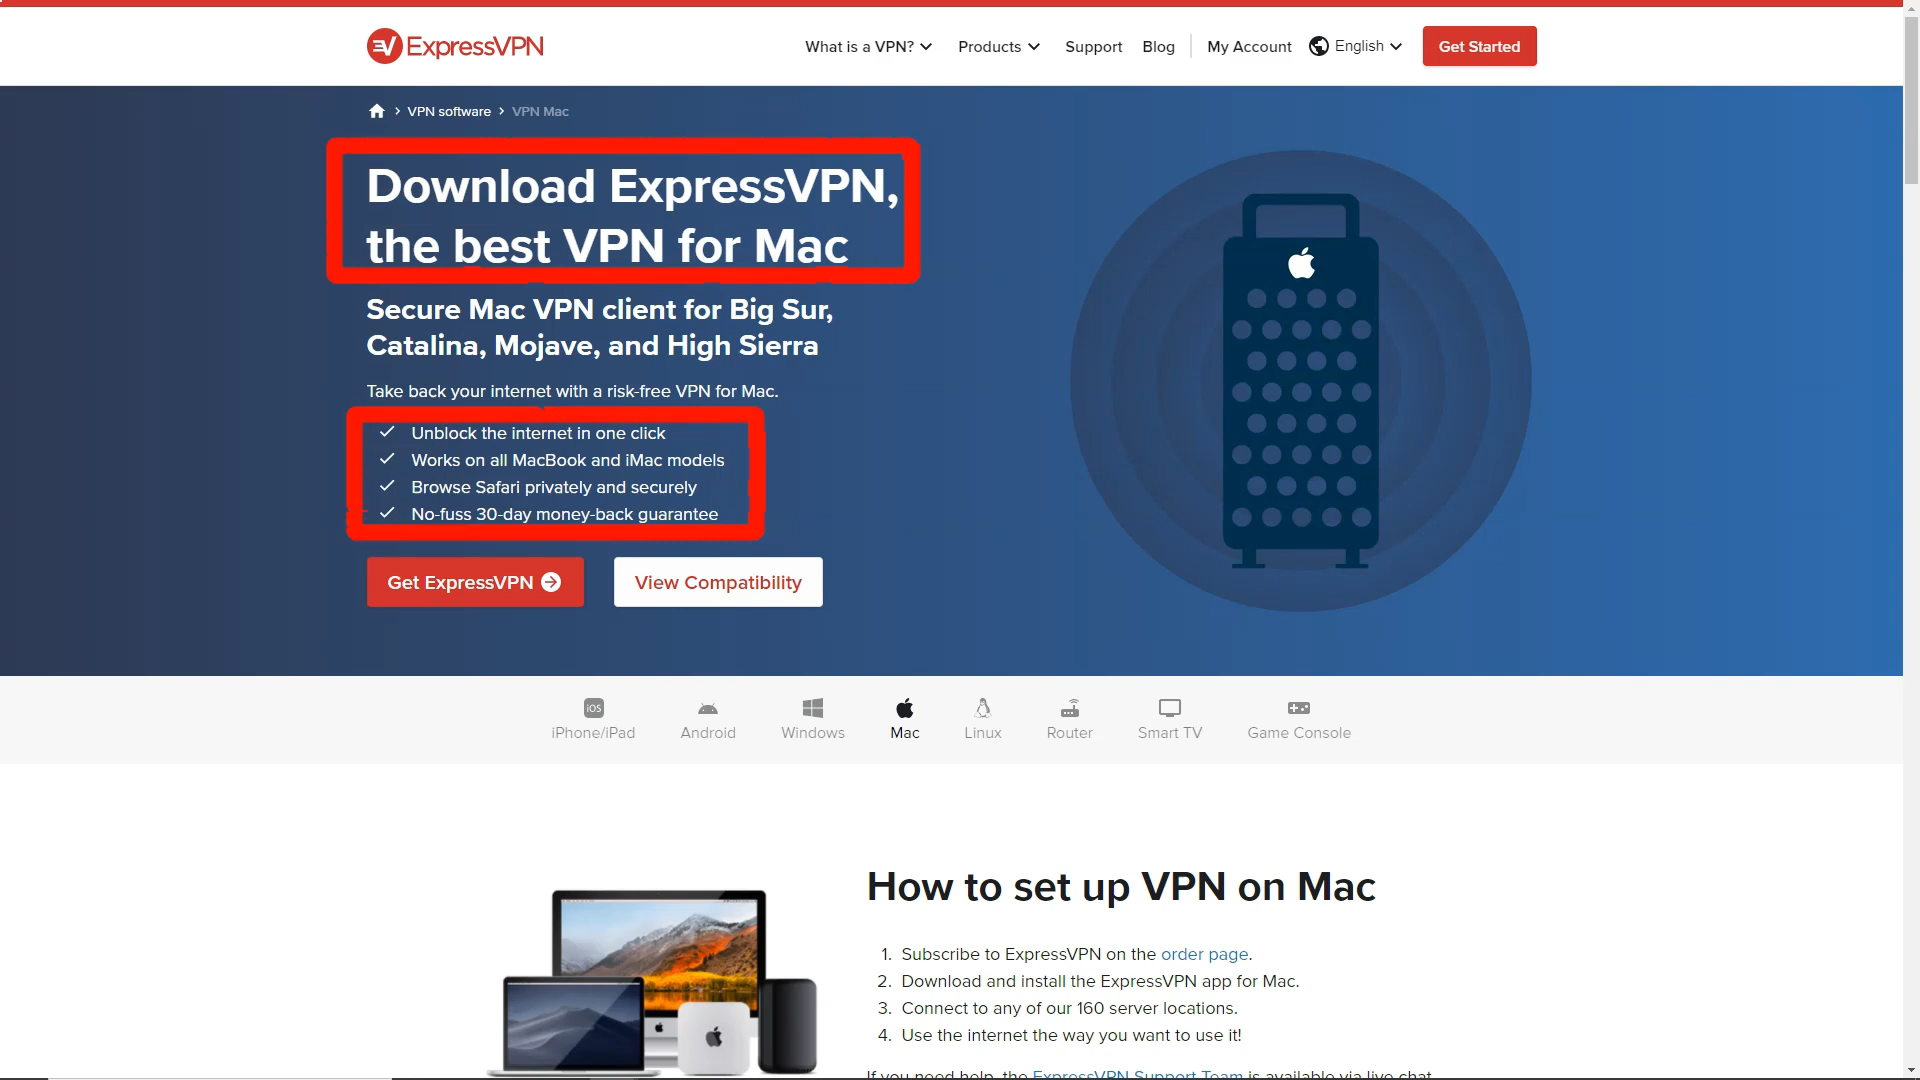 ExpressVPN
What is a VPN?
Products
Support
Blog
My Account
English
Get Started
VPN software
VPN Mac
Download ExpressVPN,
the best VPN for Mac
Secure Mac VPN client for Big Sur,
Catalina, Mojave, and High Sierra
Take back your internet with a risk-free VPN for Mac.
Unblock the internet in one click
Works on all MacBook and iMac models
Browse Safari privately and securely
No-fuss 30-day money-back guarantee
Get ExpressVPN
View Compatibility
iOS
iPhone/iPad
Android
Windows
Mac
Linux
Router
Smart TV
Game Console
How to set up VPN on Mac
1. Subscribe to ExpressVPN on the order page.
2. Download and install the ExpressVPN app for Mac.
3. Connect to any of our 160 server locations.
4. Use the internet the way you want to use it!
If you need help, the ExpressVPN Support Team is available via live chat